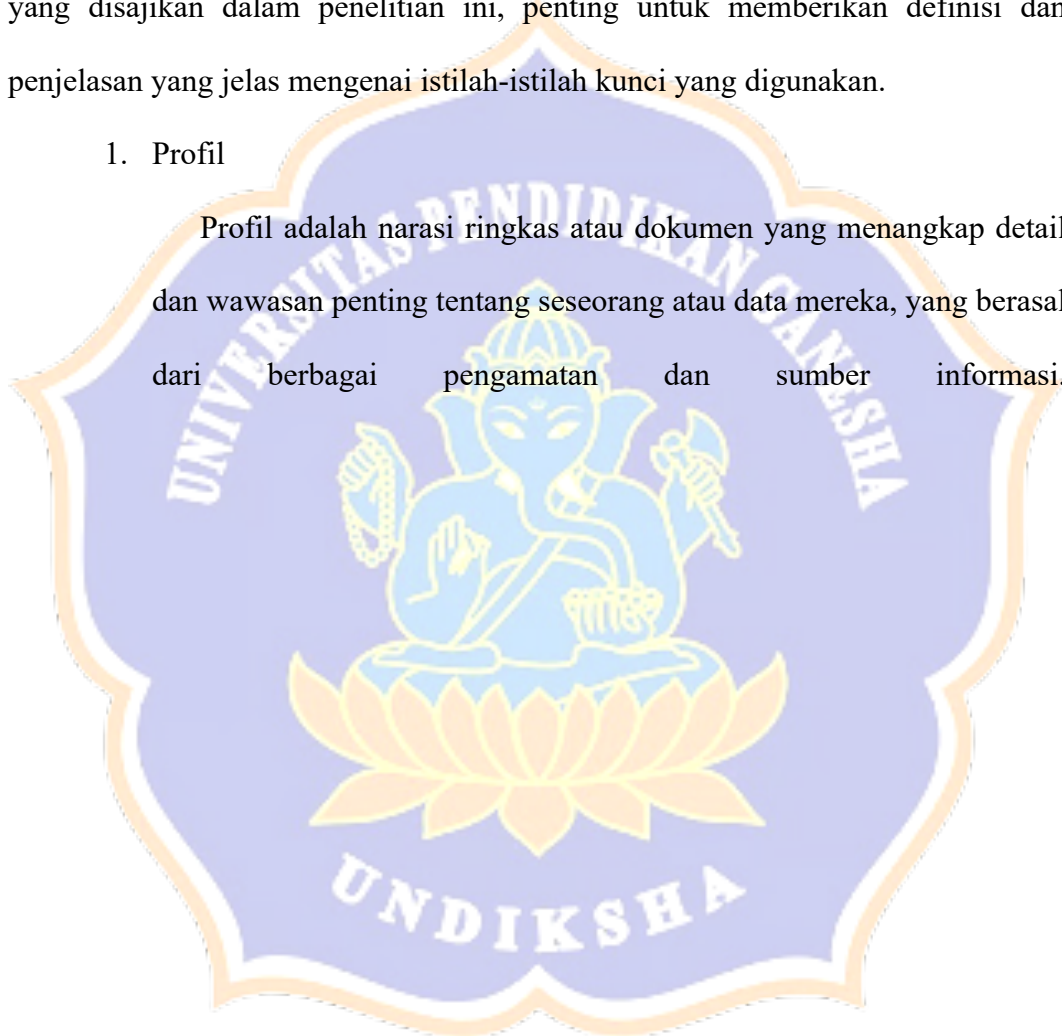 yang disajikan dalam penelitian ini, penting untuk memberikan definisi dan
penjelasan yang jelas mengenai istilah-istilah kunci yang digunakan.
1. Profil
Profil adalah narasi ringkas atau dokumen yang menangkap detail
dan wawasan penting tentang seseorang atau data mereka, yang berasal
dari berbagai pengamatan dan sumber informasi.
UNIVERSITAS PENDIDIKAN GANESHA
UNDIKSHA